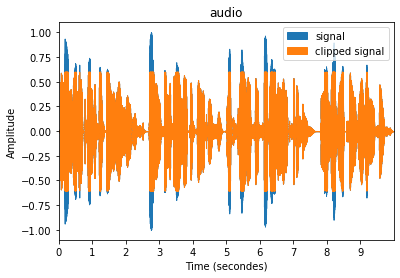 audio
signal
clipped signal
Amplitude
1.00
0.75
0.50
0.25
0.00
−0.25
−0.50
−0.75
−1.00
0 1 2 3 4 5 6 7 8 9
Time (secondes)